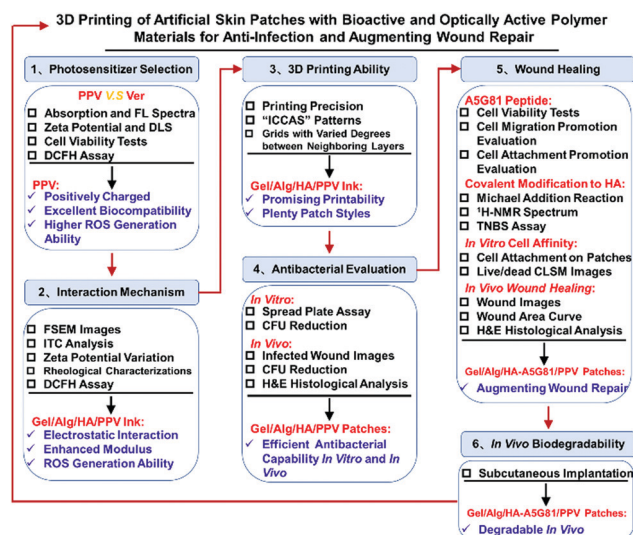 3D Printing of Artificial Skin Patches with Bioactive and Optically Active Polymer
Materials for Anti-Infection and Augmenting Wound Repair
1、Photosensitizer Selection
PPV V.S Ver
Absorption and FL Spectra
Zeta Potential and DLS
Cell Viability Tests
DCFH Assay
PPV:
Positively Charged
Excellent Biocompatibility
Higher ROS Generation
Ability
2、Interaction Mechanism
FSEM Images
ITC Analysis
Zeta Potential Variation
Rheological Characterizations
DCFH Assay
Gel/Alg/HA/PPV Ink:
Electrostatic Interaction
Enhanced Modulus
ROS Generation Ability
3、3D Printing Ability
Printing Precision
“ICCAS” Patterns
Grids with Varied Degrees
between Neighboring Layers
Gel/Alg/HA/PPV Ink:
Promising Printability
Plenty Patch Styles
4、Antibacterial Evaluation
In Vitro:
Spread Plate Assay
CFU Reduction
In Vivo:
Infected Wound Images
CFU Reduction
H&E Histological Analysis
Gel/Alg/HA/PPV Patches:
Efficient Antibacterial
Capability In Vitro and In
Vivo
5、Wound Healing
A5G81 Peptide:
Cell Viability Tests
Cell Migration Promotion
Evaluation
Cell Attachment Promotion
Evaluation
Covalent Modification to HA:
Michael Addition Reaction
¹H-NMR Spectrum
TNBS Assay
In Vitro Cell Affinity:
Cell Attachment on Patches
Live/dead CLSM Images
In Vivo Wound Healing:
Wound Images
Wound Area Curve
H&E Histological Analysis
Gel/Alg/HA-A5G81/PPV Patches:
Augmenting Wound Repair
6、In Vivo Biodegradability
Subcutaneous Implantation
Gel/Alg/HA-A5G81/PPV Patches:
Degradable In Vivo